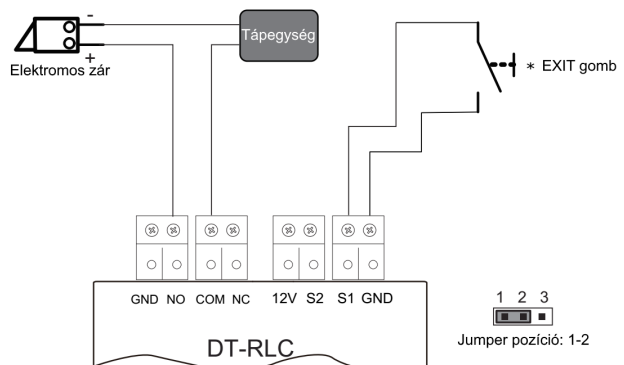 -
Tápegység
+
Elektromos zár
* EXIT gomb
GND NO COM NC 12V S2 S1 GND
1 2 3
DT-RLC
Jumper pozíció: 1-2